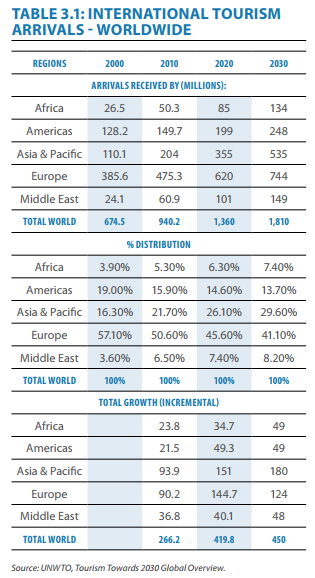 TABLE 3.1: INTERNATIONAL TOURISM
ARRIVALS - WORLDWIDE
REGIONS 2000 2010 2020 2030
ARRIVALS RECEIVED BY (MILLIONS):
Africa 26.5 50.3 85 134
Americas 128.2 149.7 199 248
Asia & Pacific 110.1 204 355 535
Europe 385.6 475.3 620 744
Middle East 24.1 60.9 101 149
TOTAL WORLD 674.5 940.2 1,360 1,810
% DISTRIBUTION
Africa 3.90% 5.30% 6.30% 7.40%
Americas 19.00% 15.90% 14.60% 13.70%
Asia & Pacific 16.30% 21.70% 26.10% 29.60%
Europe 57.10% 50.60% 45.60% 41.10%
Middle East 3.60% 6.50% 7.40% 8.20%
TOTAL WORLD 100% 100% 100% 100%
TOTAL GROWTH (INCREMENTAL)
Africa 23.8 34.7 49
Americas 21.5 49.3 49
Asia & Pacific 93.9 151 180
Europe 90.2 144.7 124
Middle East 36.8 40.1 48
TOTAL WORLD 266.2 419.8 450
Source: UNWTO, Tourism Towards 2030 Global Overview.